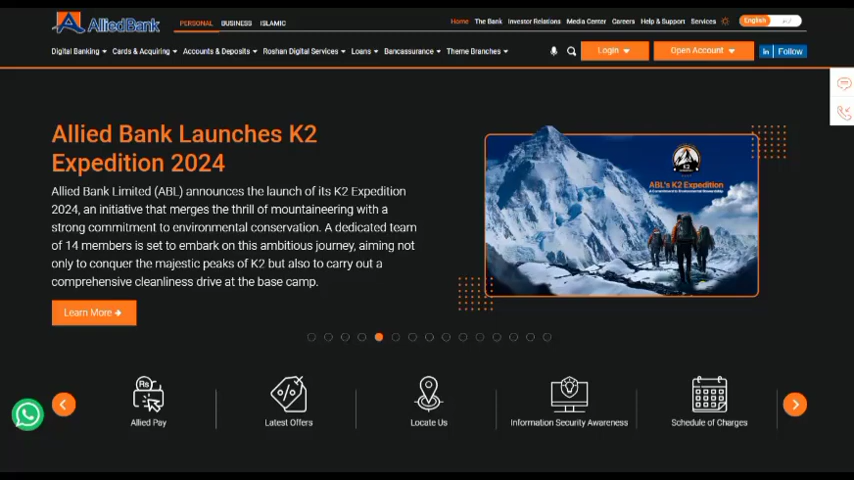 AlliedBank
PERSONAL BUSINESS ISLAMIC
Home The Bank Investor Relations Media Center Careers Help & Support Services English
Digital Banking Cards & Acquiring Accounts & Deposits Roshan Digital Services Loans Bancassurance Theme Branches Login Open Account in Follow
Allied Bank Launches K2
Expedition 2024
Allied Bank Limited (ABL) announces the launch of its K2 Expedition
2024, an initiative that merges the thrill of mountaineering with a
strong commitment to environmental conservation. A dedicated team
of 14 members is set to embark on this ambitious journey, aiming not
only to conquer the majestic peaks of K2 but also to carry out a
comprehensive cleanliness drive at the base camp.
Learn More
K2
ABL's K2 Expedition
Rs
Allied Pay
Latest Offers
Locate Us
Information Security Awareness
Schedule of Charges